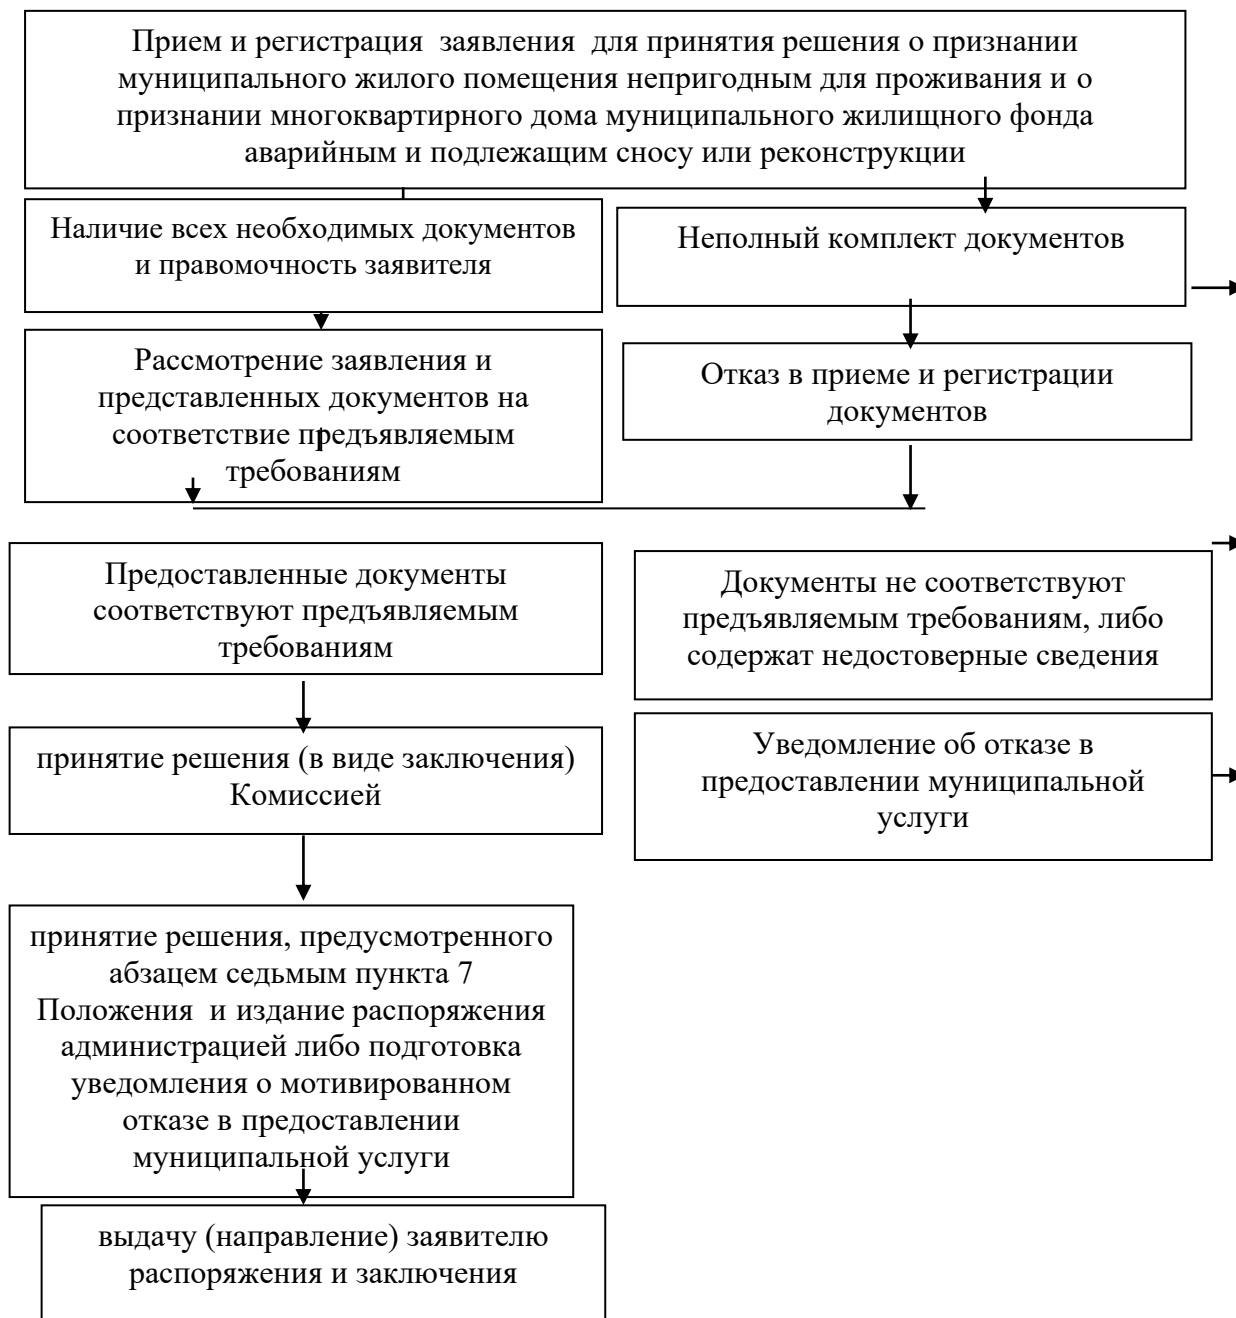 Прием и регистрация заявления для принятия решения о признании
муниципального жилого помещения непригодным для проживания и о
признании многоквартирного дома муниципального жилищного фонда
аварийным и подлежащим сносу или реконструкции
Наличие всех необходимых документов
и правомочность заявителя
Неполный комплект документов
Рассмотрение заявления и
представленных документов на
соответствие предъявляемым
требованиям
Отказ в приеме и регистрации
документов
Предоставленные документы
соответствуют предъявляемым
требованиям
Документы не соответствуют
предъявляемым требованиям, либо
содержат недостоверные сведения
принятие решения (в виде заключения)
Комиссией
Уведомление об отказе в
предоставлении муниципальной
услуги
принятие решения, предусмотренного
абзацем седьмым пункта 7
Положения и издание распоряжения
администрацией либо подготовка
уведомления о мотивированном
отказе в предоставлении
муниципальной услуги
выдачу (направление) заявителю
распоряжения и заключения